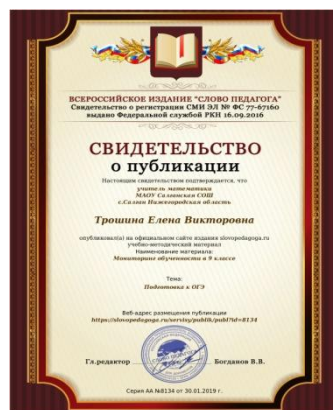 ВСЕРОССИЙСКОЕ ИЗДАНИЕ "СЛОВО ПЕДАГОГА"
Свидетельство о регистрации СМИ ЭЛ № ФС 77-67160
выдано Федеральной службой РКН 16.09.2016
СВИДЕТЕЛЬСТВО
о публикации
Настоящим свидетельством подтверждается, что
учитель математики
МАОУ Салганская СОШ
с.Салган Нижегородская область
Трошина Елена Викторовна
опубликовал(а) на официальном сайте издания slovopedagoga.ru
учебно-методический материал
Наименование материала:
Мониторинг обученности в 9 классе
Тема:
Подготовка к ОГЭ
Веб-адрес размещения публикации
https://slovopedagoga.ru/servisy/publik/publ?id=8134
Гл.редактор Богданов В.В.
Серия АА №8134 от 30.01.2019 г.